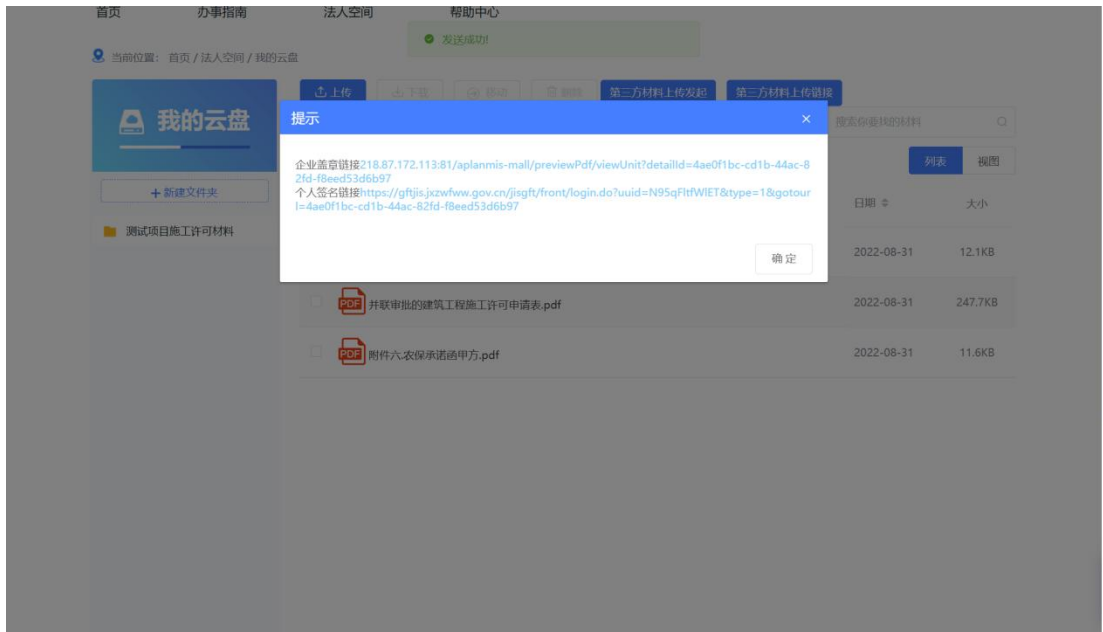 首页 办事指南 法人空间 帮助中心
发送成功!
当前位置: 首页 / 法人空间 / 我的云盘
上传 下载 移动 删除 第三方材料上传发起 第三方材料上传链接
我的云盘
提示
搜索你要找的材料
企业盖章链接218.87.172.113:81/aplanmis-mall/previewPdf/viewUnit?detailId=4ae0f1bc-cd1b-44ac-8
2fd-f8eed53d6b97
个人签名链接https://gftjis.jxzwfww.gov.cn/jisgft/front/login.do?uuid=N95qFltfWlET&type=1&gotour
l=4ae0f1bc-cd1b-44ac-82fd-f8eed53d6b97
列表 视图
新建文件夹
日期 大小
测试项目施工许可材料
确定
2022-08-31 12.1KB
并联审批的建筑工程施工许可申请表.pdf 2022-08-31 247.7KB
附件六.农保承诺函甲方.pdf 2022-08-31 11.6KB